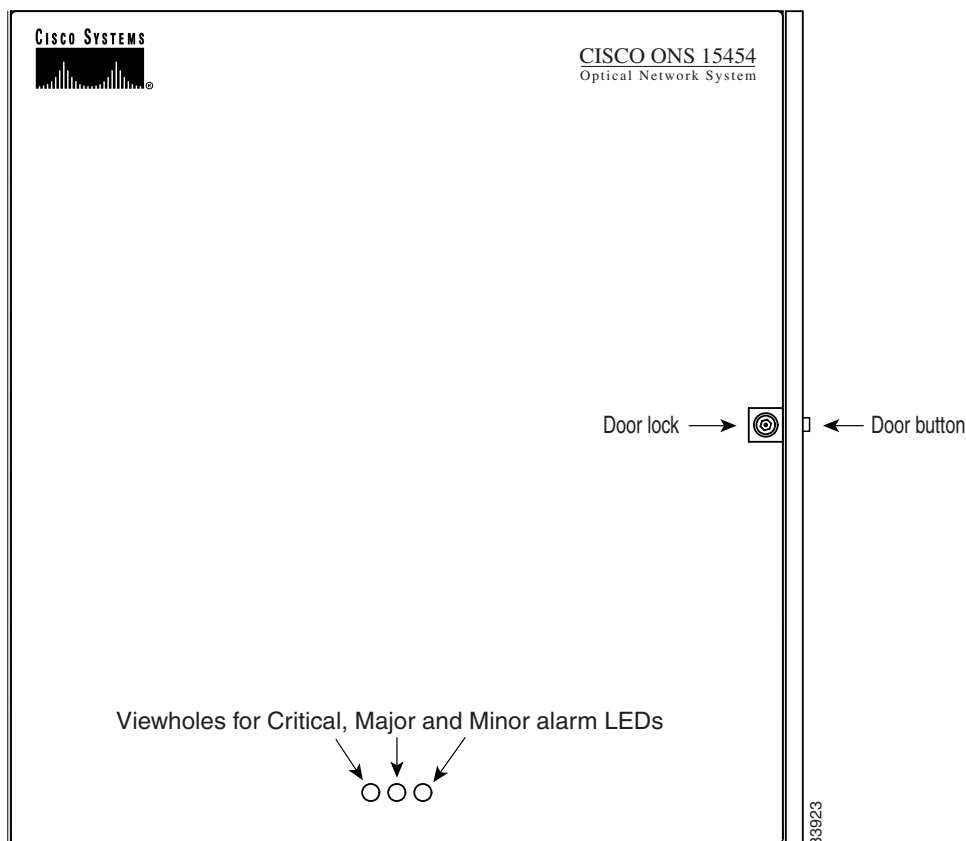 CISCO SYSTEMS
®
CISCO ONS 15454
Optical Network System
Door lock
Door button
Viewholes for Critical, Major and Minor alarm LEDs